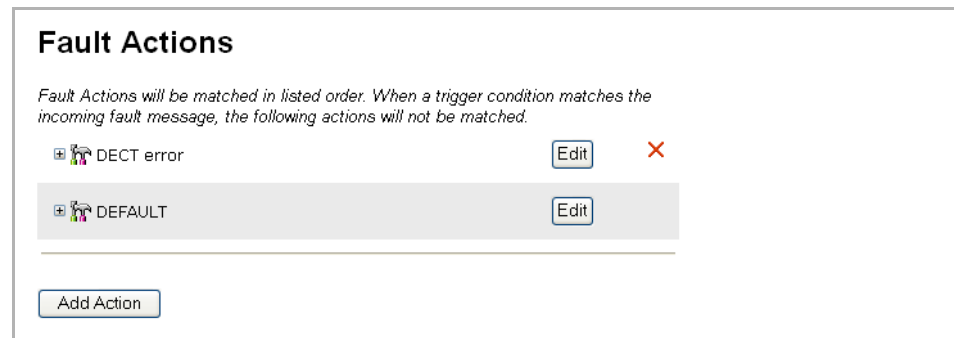 Fault Actions
Fault Actions will be matched in listed order. When a trigger condition matches the
incoming fault message, the following actions will not be matched.
DECT error Edit
DEFAULT Edit
Add Action